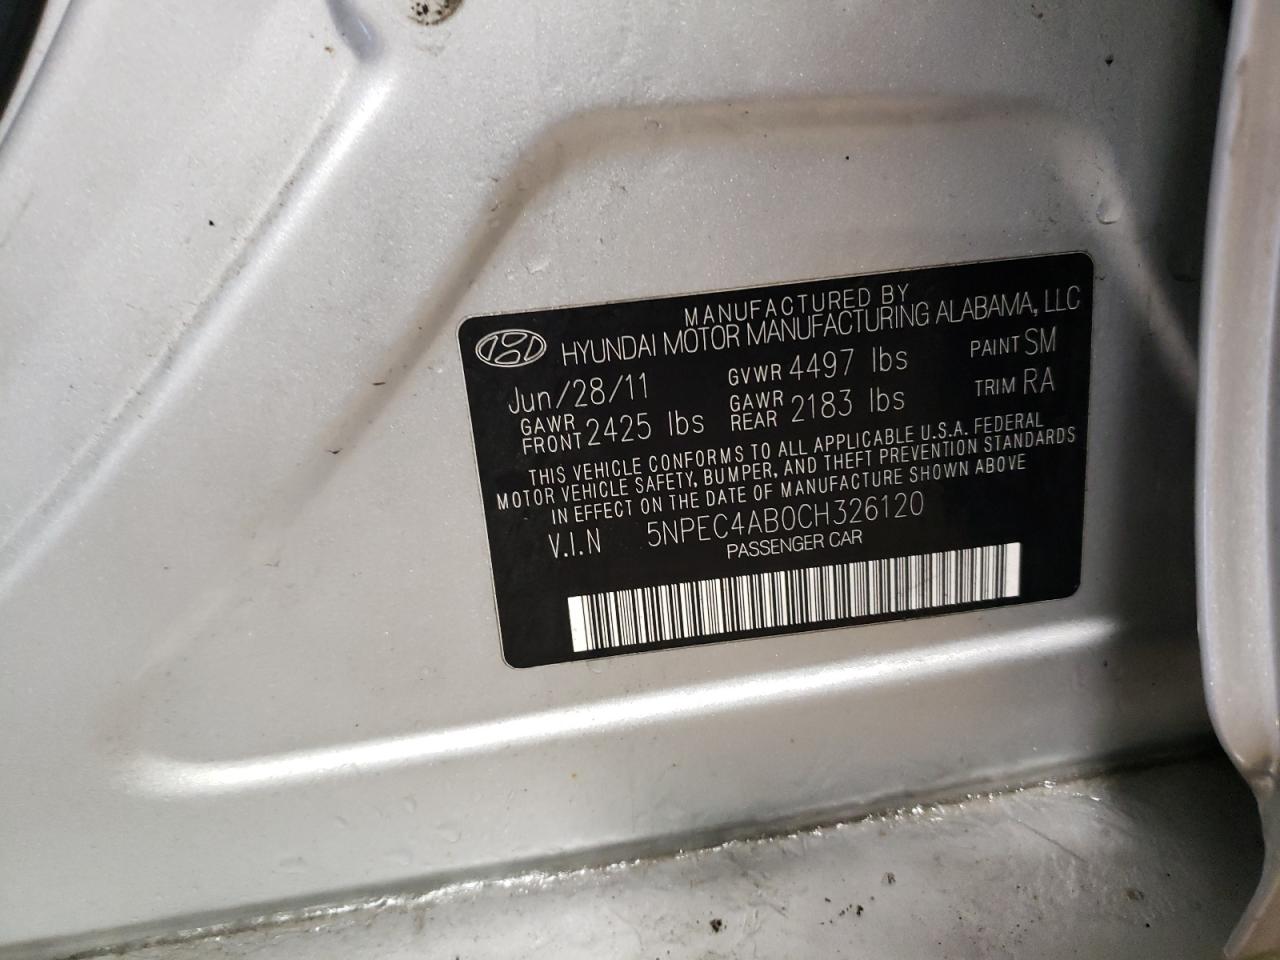 MANUFACTURED BY
HYUNDAI MOTOR MANUFACTURING ALABAMA, LLC
Jun/28/11 GVWR 4497 lbs PAINT SM
GAWR FRONT 2425 lbs GAWR REAR 2183 lbs TRIM RA
THIS VEHICLE CONFORMS TO ALL APPLICABLE U.S.A. FEDERAL
MOTOR VEHICLE SAFETY, BUMPER, AND THEFT PREVENTION STANDARDS
IN EFFECT ON THE DATE OF MANUFACTURE SHOWN ABOVE
V.I.N 5NPEC4AB0CH326120
PASSENGER CAR